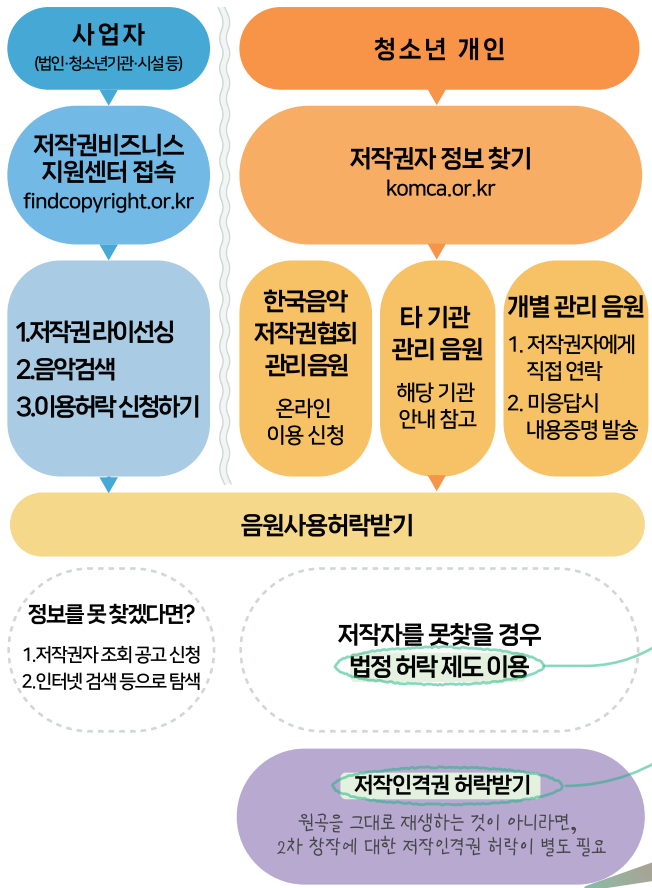 사업자
(법인·청소년기관·시설 등)
저작권비즈니스
지원센터 접속
findcopyright.or.kr
1.저작권 라이선싱
2.음악검색
3.이용허락 신청하기
청소년 개인
저작권자 정보 찾기
komca.or.kr
한국음악
저작권협회
관리 음원
온라인
이용 신청
타 기관
관리 음원
해당 기관
안내 참고
개별 관리 음원
1. 저작권자에게
직접 연락
2. 미응답시
내용증명 발송
음원사용허락받기
정보를 못 찾겠다면?
1.저작권자 조회 공고 신청
2.인터넷 검색 등으로 탐색
저작자를 못찾을 경우
법정 허락 제도 이용
저작인격권 허락받기
원곡을 그대로 재생하는 것이 아니라면,
2차 창작에 대한 저작인격권 허락이 별도 필요